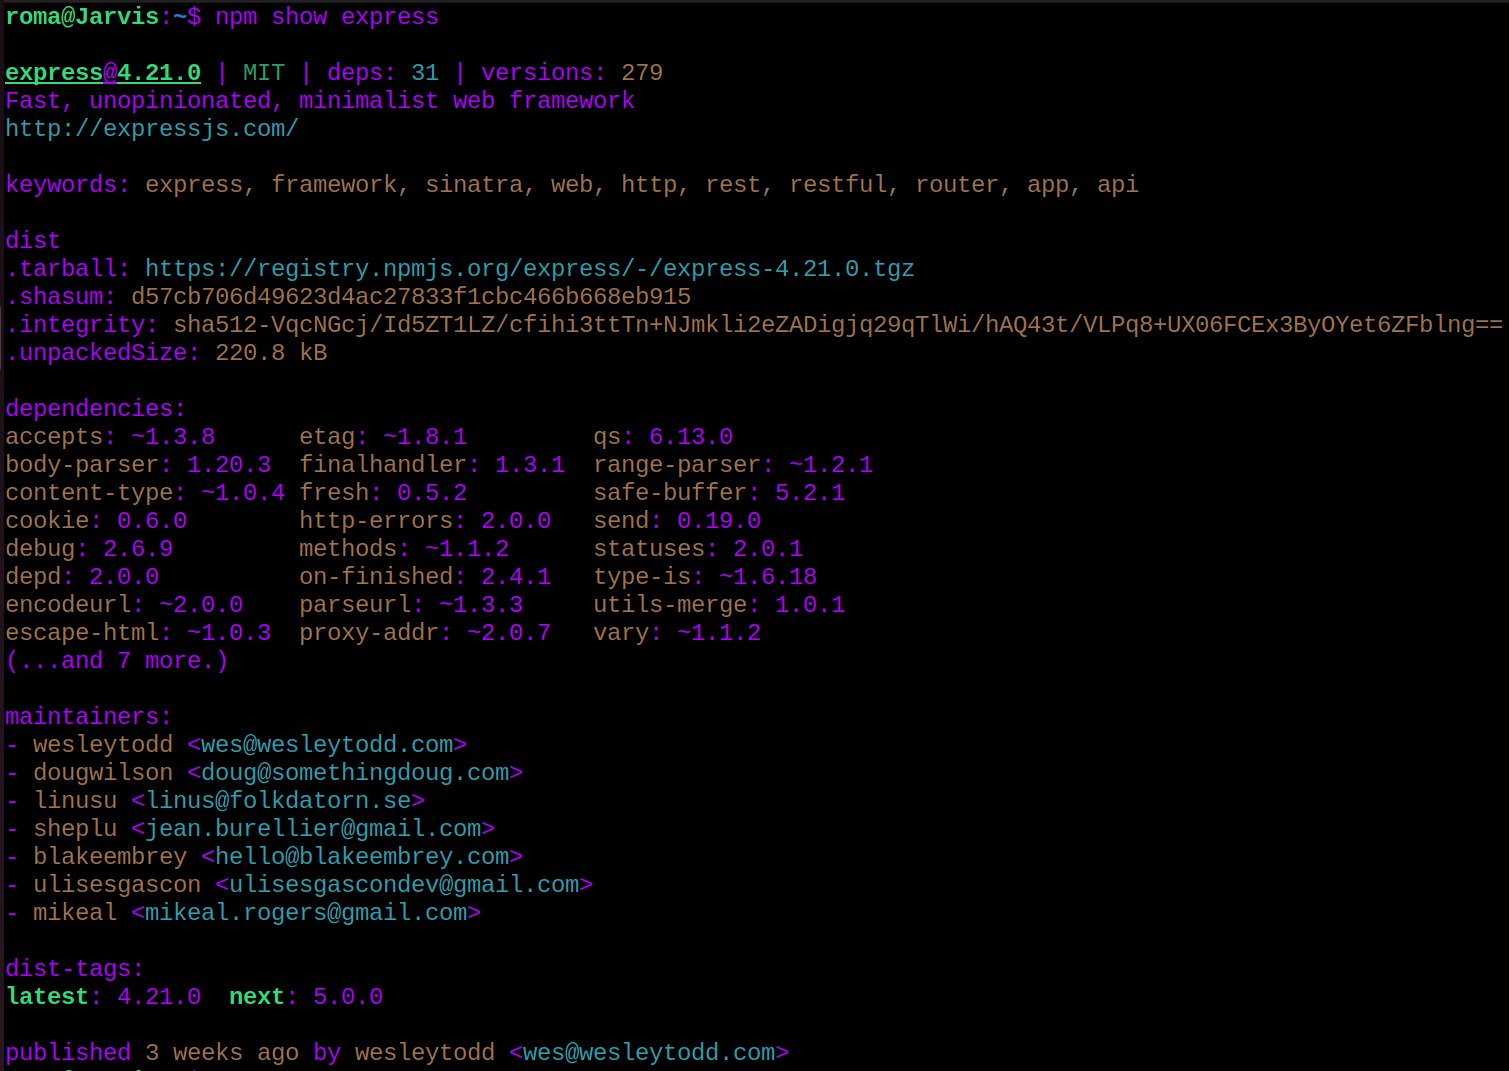 roma@Jarvis:~$ npm show express
express@4.21.0 | MIT | deps: 31 | versions: 279
Fast, unopinionated, minimalist web framework
http://expressjs.com/
keywords: express, framework, sinatra, web, http, rest, restful, router, app, api
dist
.tarball: https://registry.npmjs.org/express/-/express-4.21.0.tgz
.shasum: d57cb706d49623d4ac27833f1cbc466b668eb915
.integrity: sha512-VqcNGcj/Id5ZT1LZ/cfihi3ttTn+NJmkli2eZADigjq29qTlWi/hAQ43t/VLPq8+UX06FCEx3ByOYet6ZFblng==
.unpackedSize: 220.8 kB
dependencies:
accepts: ~1.3.8 etag: ~1.8.1 qs: 6.13.0
body-parser: 1.20.3 finalhandler: 1.3.1 range-parser: ~1.2.1
content-type: ~1.0.4 fresh: 0.5.2 safe-buffer: 5.2.1
cookie: 0.6.0 http-errors: 2.0.0 send: 0.19.0
debug: 2.6.9 methods: ~1.1.2 statuses: 2.0.1
depd: 2.0.0 on-finished: 2.4.1 type-is: ~1.6.18
encodeurl: ~2.0.0 parseurl: ~1.3.3 utils-merge: 1.0.1
escape-html: ~1.0.3 proxy-addr: ~2.0.7 vary: ~1.1.2
(...and 7 more.)
maintainers:
- wesleytodd <wes@wesleytodd.com>
- dougwilson <doug@somethingdoug.com>
- linusu <linus@folkdatorn.se>
- sheplu <jean.burellier@gmail.com>
- blakeembrey <hello@blakeembrey.com>
- ulisesgascon <ulisesgascondev@gmail.com>
- mikeal <mikeal.rogers@gmail.com>
dist-tags:
latest: 4.21.0 next: 5.0.0
published 3 weeks ago by wesleytodd <wes@wesleytodd.com>